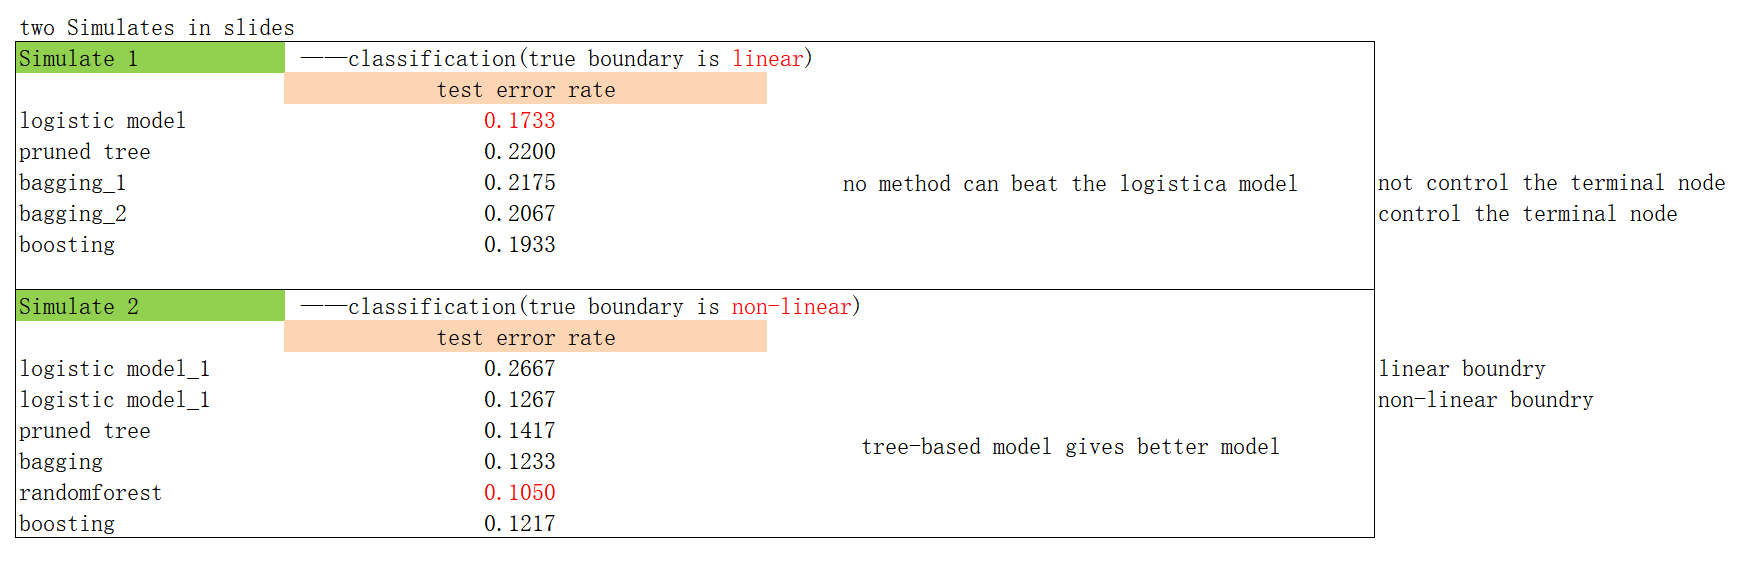 two Simulates in slides
Simulate 1 ——classification(true boundary is linear)
test error rate
logistic model 0.1733
pruned tree 0.2200
bagging_1 0.2175 no method can beat the logistica model not control the terminal node
bagging_2 0.2067 control the terminal node
boosting 0.1933
Simulate 2 ——classification(true boundary is non-linear)
test error rate
logistic model_1 0.2667 linear boundry
logistic model_1 0.1267 non-linear boundry
pruned tree 0.1417
tree-based model gives better model
bagging 0.1233
randomforest 0.1050
boosting 0.1217